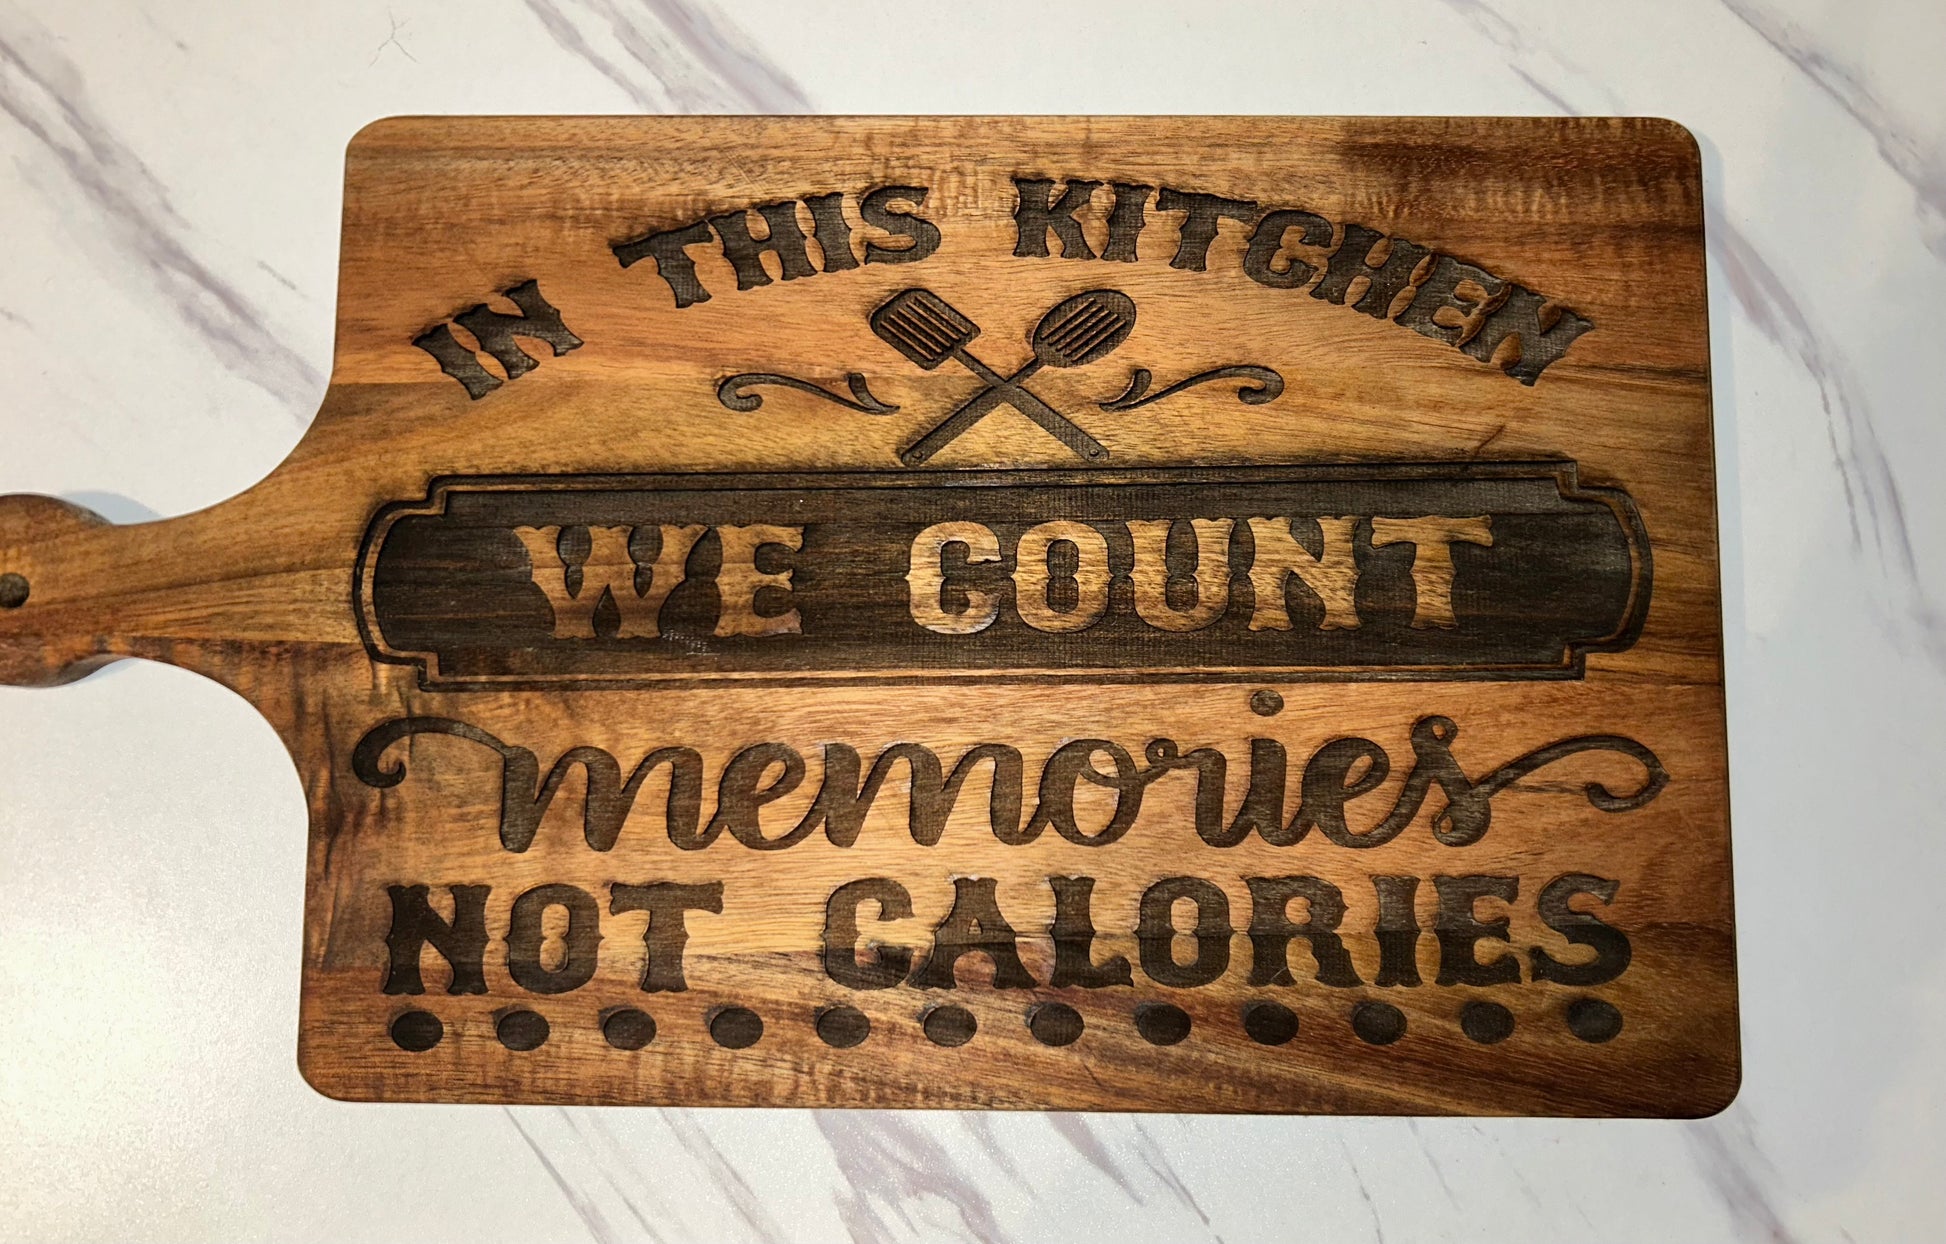 IN THIS KITCHEN
WE COUNT
memories
NOT CALORIES